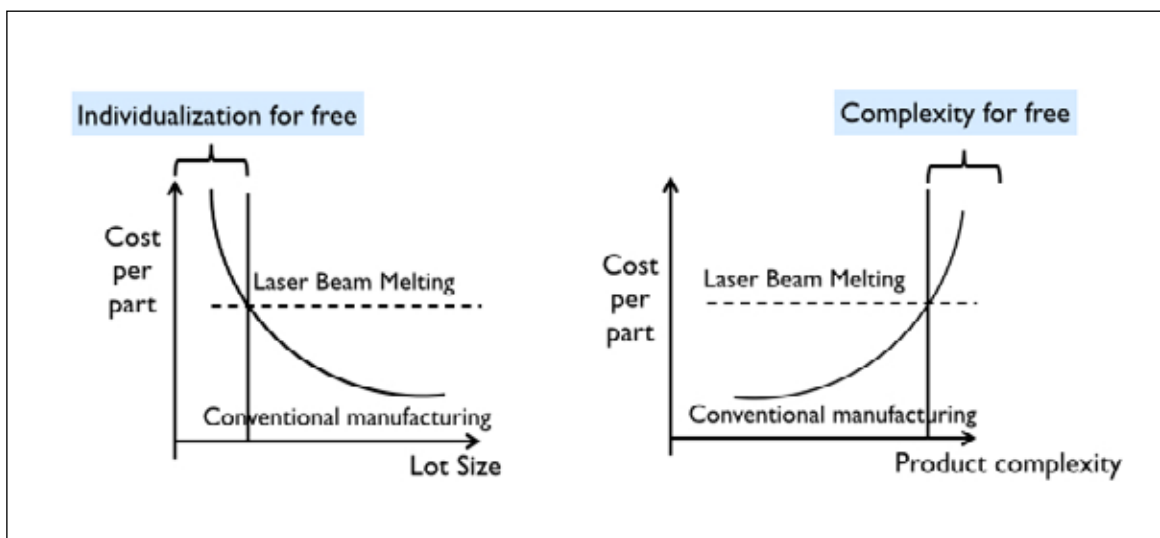 Individualization for free
Cost
per
part
Laser Beam Melting
Conventional manufacturing
Lot Size
Complexity for free
Cost
per
part
Laser Beam Melting
Conventional manufacturing
Product complexity